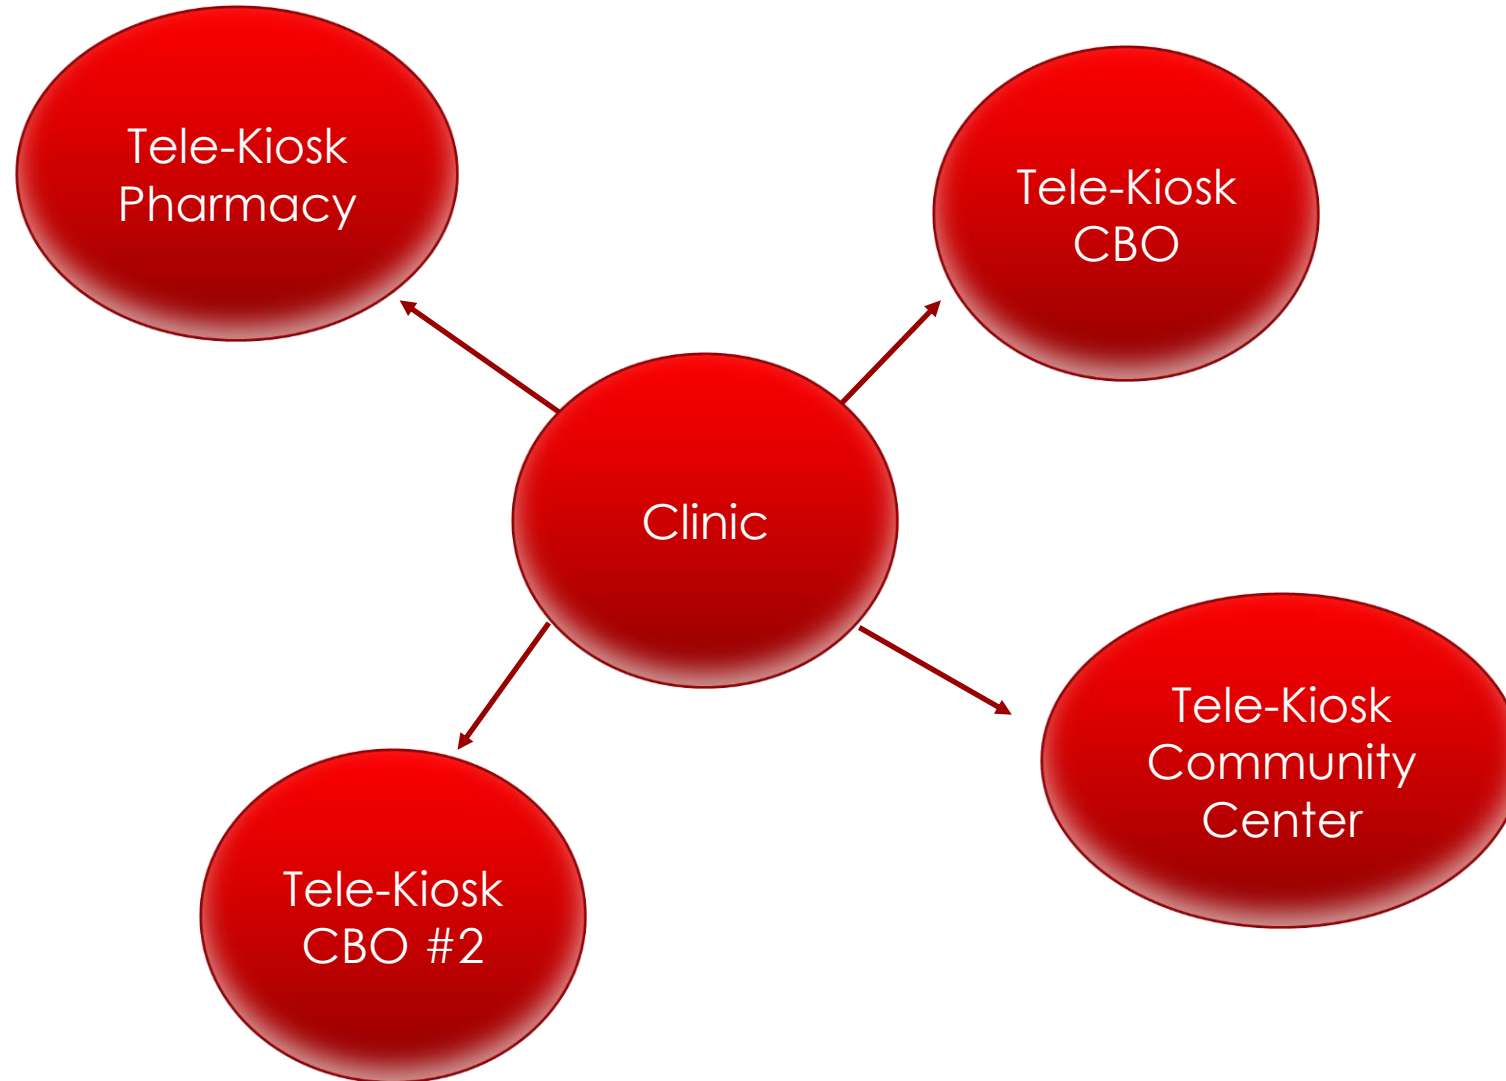 Tele-Kiosk
Pharmacy
Tele-Kiosk
CBO
Clinic
Tele-Kiosk
Community
Center
Tele-Kiosk
CBO #2